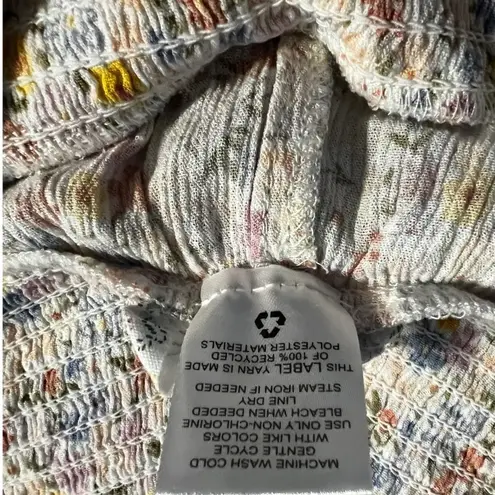 MACHINE WASH COLD
GENTLE CYCLE
WITH LIKE COLORS
USE ONLY NON-CHLORINE
BLEACH WHEN NEEDED
LINE DRY
STEAM IRON IF NEEDED
THIS LABEL YARN IS MADE
OF 100% RECYCLED
POLYESTER MATERIALS